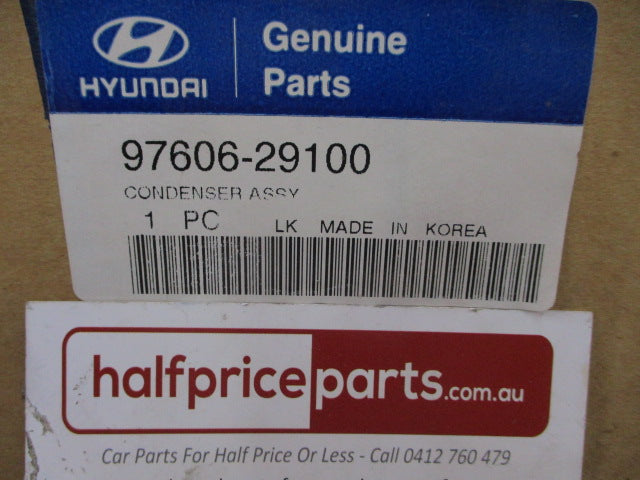 HYUNDAI
Genuine
Parts
97606-29100
CONDENSER ASSY
1 PC LK MADE IN KOREA
halfpriceparts.com.au
Car Parts For Half Price Or Less - Call 0412 760 479